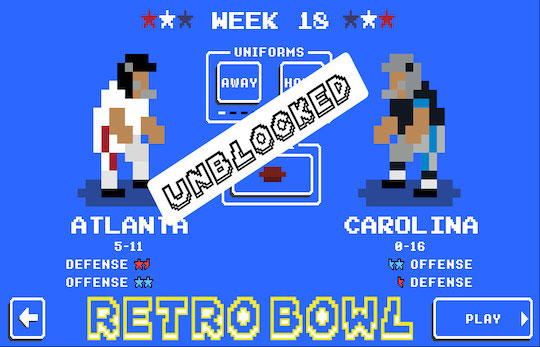 WEEK 18
UNIFORMS
AWAY
UNBLOCKED
ATLANTA
5-11
DEFENSE
OFFENSE
CAROLINA
0-16
OFFENSE
DEFENSE
RETRO BOWL
PLAY